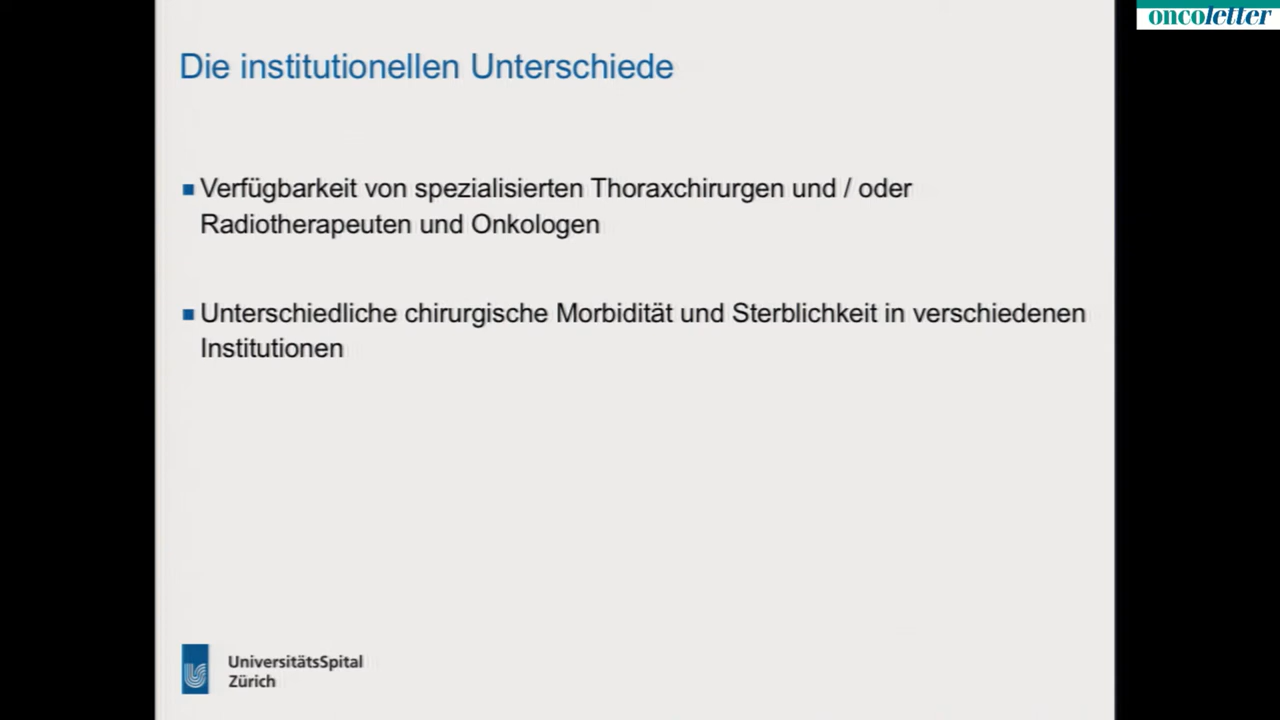 oncoletter
Die institutionellen Unterschiede
Verfügbarkeit von spezialisierten Thoraxchirurgen und / oder
Radiotherapeuten und Onkologen
Unterschiedliche chirurgische Morbidität und Sterblichkeit in verschiedenen
Institutionen
UniversitätsSpital
Zürich